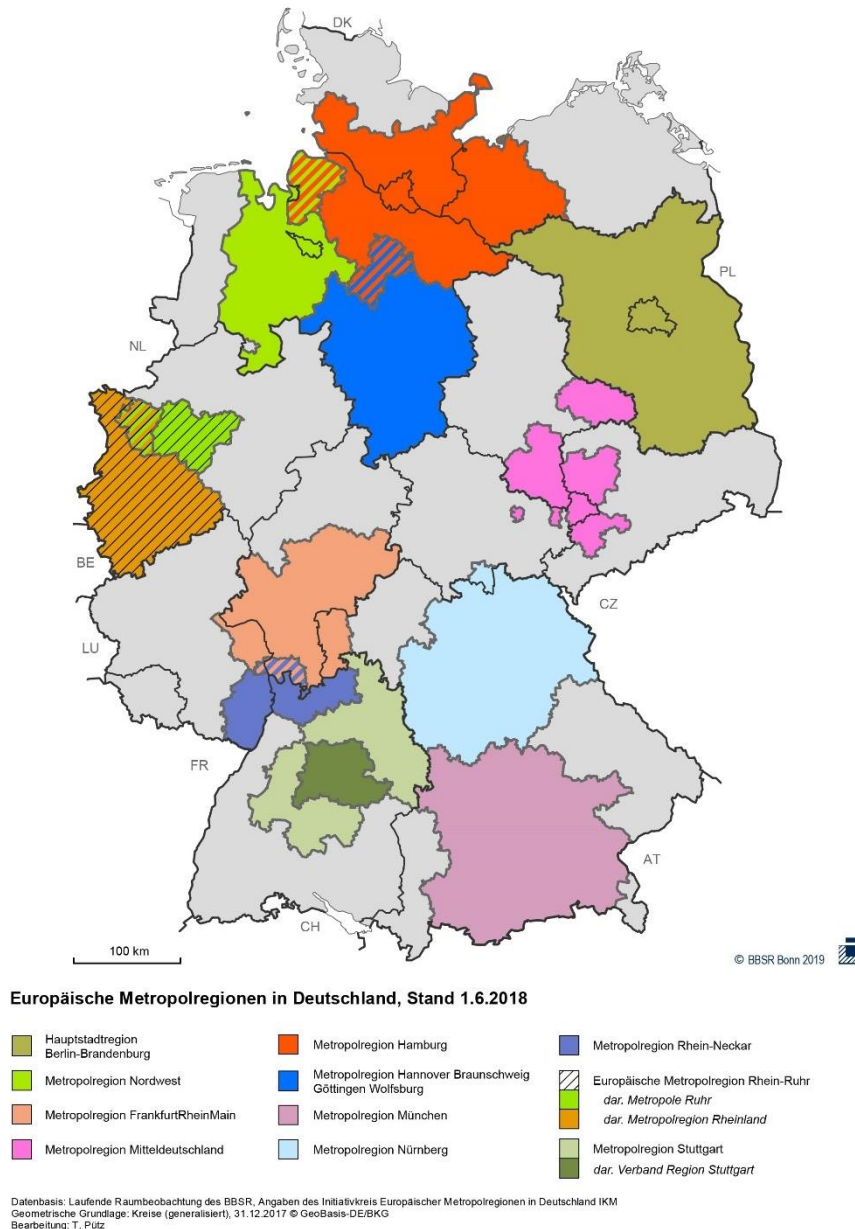 DK
PL
NL
BE
LU
CZ
FR
AT
CH
100 km
© BBSR Bonn 2019
Europäische Metropolregionen in Deutschland, Stand 1.6.2018
Hauptstadtregion
Berlin-Brandenburg
Metropolregion Nordwest
Metropolregion FrankfurtRheinMain
Metropolregion Mitteldeutschland
Metropolregion Hamburg
Metropolregion Hannover Braunschweig
Göttingen Wolfsburg
Metropolregion München
Metropolregion Nürnberg
Metropolregion Rhein-Neckar
Europäische Metropolregion Rhein-Ruhr
dar. Metropole Ruhr
dar. Metropolregion Rheinland
Metropolregion Stuttgart
dar. Verband Region Stuttgart
Datenbasis: Laufende Raumbeobachtung des BBSR, Angaben des Initiativkreis Europäischer Metropolregionen in Deutschland IKM
Geometrische Grundlage: Kreise (generalisiert), 31.12.2017 © GeoBasis-DE/BKG
Bearbeitung: T. Pütz